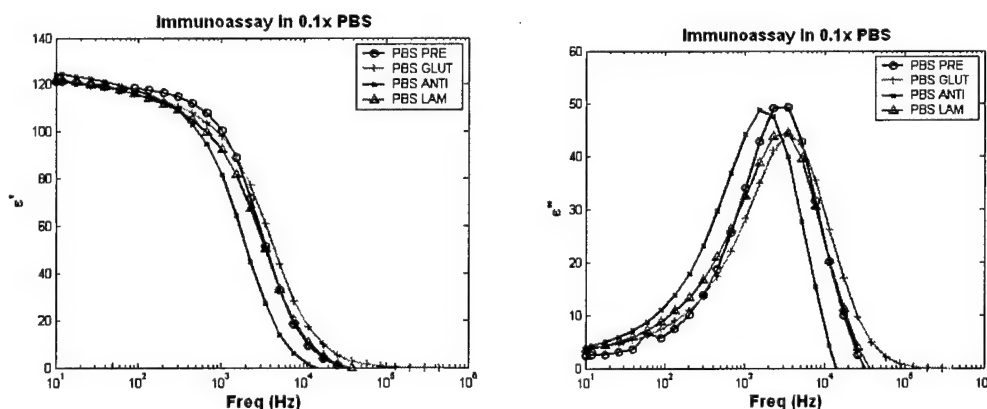 Immunoassay in 0.1x PBS
140
120
100
80
60
40
20
0
ε'
PBS PRE
PBS GLUT
PBS ANTI
PBS LAM
10¹ 10² 10³ 10⁴ 10⁵
Freq (Hz)
Immunoassay in 0.1x PBS
60
50
40
30
20
10
0
ε"
PBS PRE
PBS GLUT
PBS ANTI
PBS LAM
10¹ 10² 10³ 10⁴ 10⁵ 10⁶
Freq (Hz)